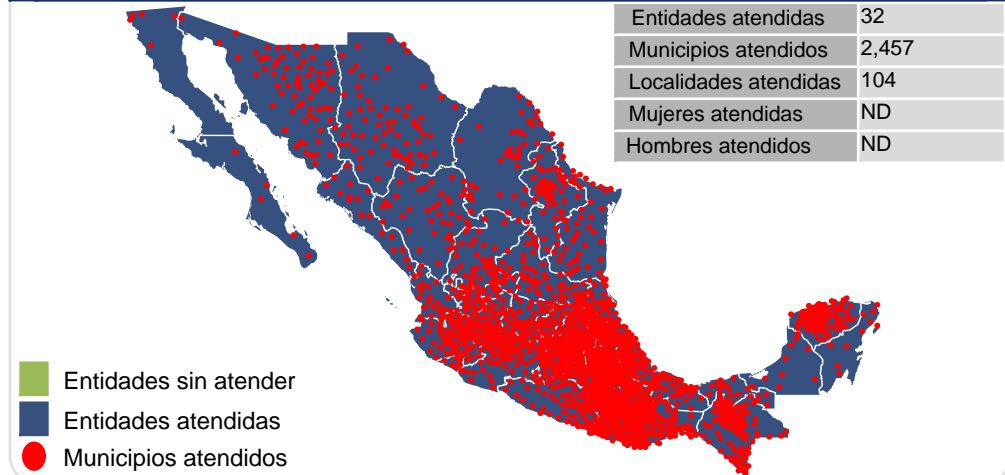 Entidades atendidas 32
Municipios atendidos 2,457
Localidades atendidas 104
Mujeres atendidas ND
Hombres atendidos ND
Entidades sin atender
Entidades atendidas
Municipios atendidos